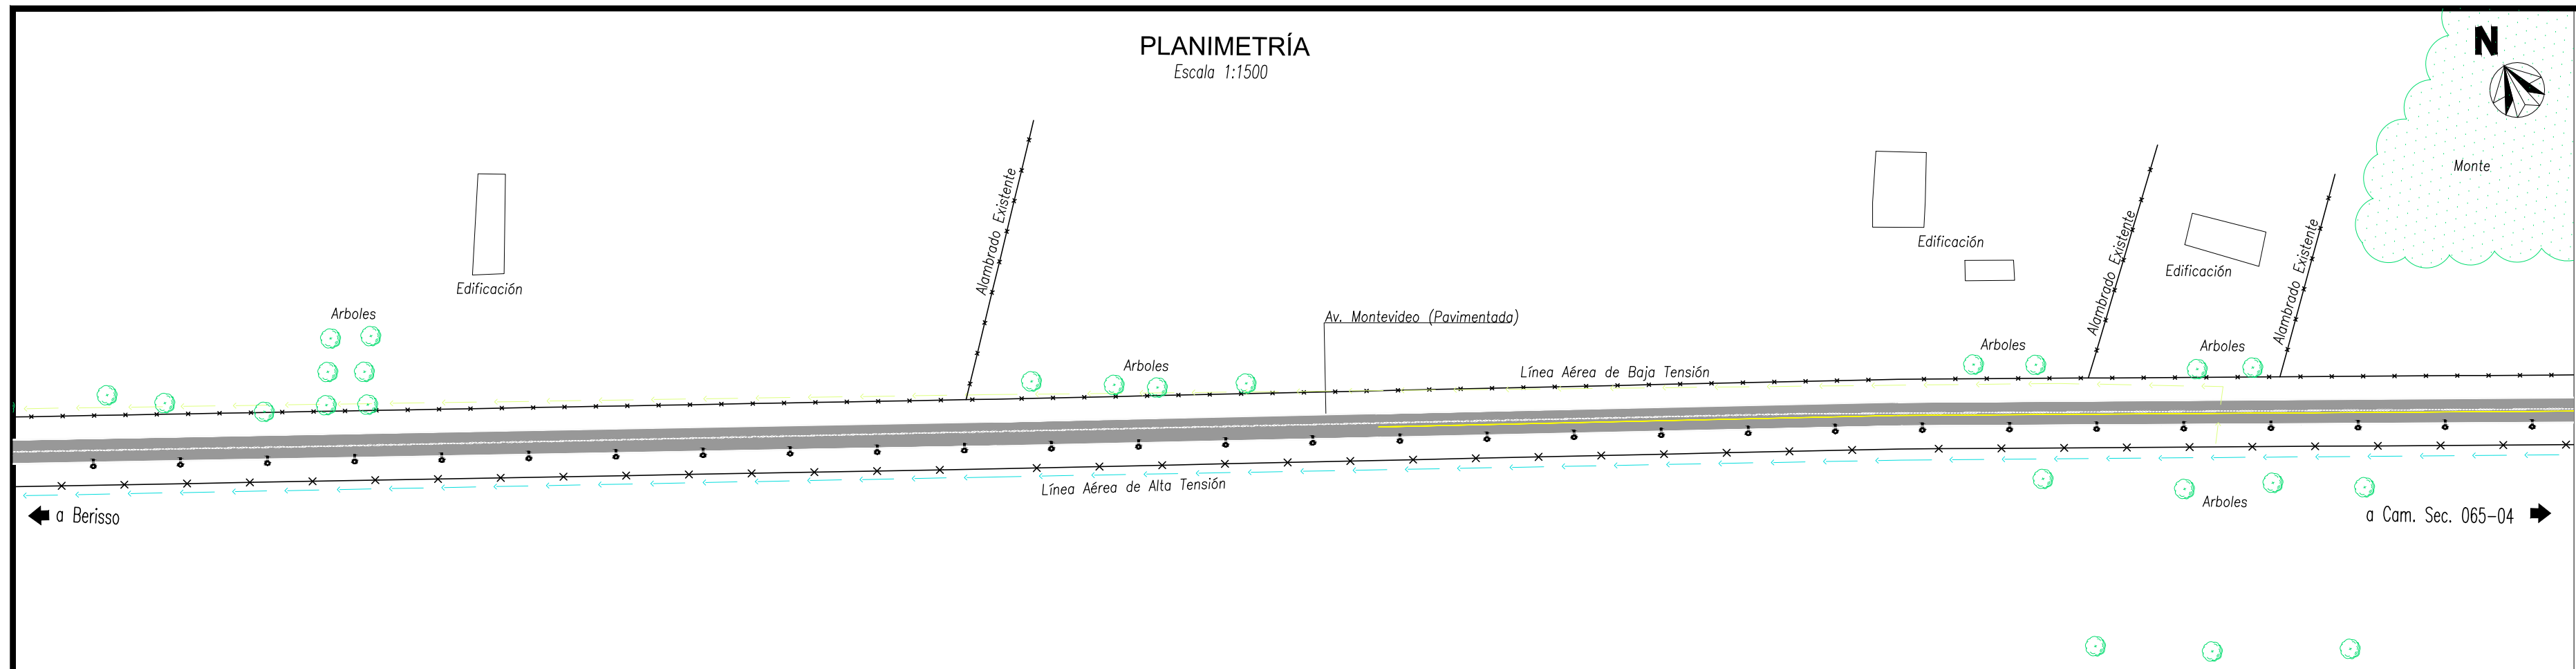 PLANIMETRÍA
Escala 1:1500
N
Monte
Alambrado Existente
Alambrado Existente
Alambrado Existente
Edificación
Edificación
Edificación
Arboles
Av. Montevideo (Pavimentada)
Arboles
Arboles
Arboles
Línea Aérea de Baja Tensión
Línea Aérea de Alta Tensión
Arboles
a Berisso
a Cam. Sec. 065-04